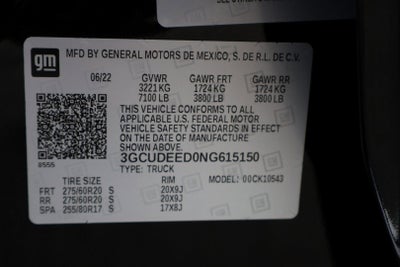 gm
MFD BY GENERAL MOTORS DE MEXICO, S. DE R.L. DE C.V.
06/22 GVWR GAWR FRT GAWR RR
3221 KG 1724 KG 1724 KG
7100 LB 3800 LB 3800 LB
THIS VEHICLE CONFORMS TO ALL
APPLICABLE U.S. FEDERAL MOTOR
VEHICLE SAFETY STANDARDS IN EFFECT
ON THE DATE OF MANUFACTURE
SHOWN ABOVE.
3GCUDEED0NG615150
TYPE: TRUCK
TIRE SIZE RIM MODEL: 00CK10543
FRT 275/60R20 S 20X9J
RR 275/60R20 S 20X9J
SPA 255/80R17 S 17X8J